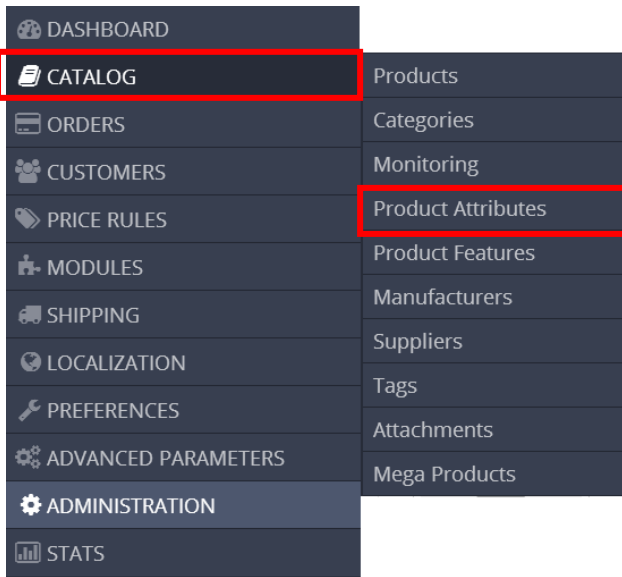 DASHBOARD
CATALOG
ORDERS
CUSTOMERS
PRICE RULES
MODULES
SHIPPING
LOCALIZATION
PREFERENCES
ADVANCED PARAMETERS
ADMINISTRATION
STATS
Products
Categories
Monitoring
Product Attributes
Product Features
Manufacturers
Suppliers
Tags
Attachments
Mega Products